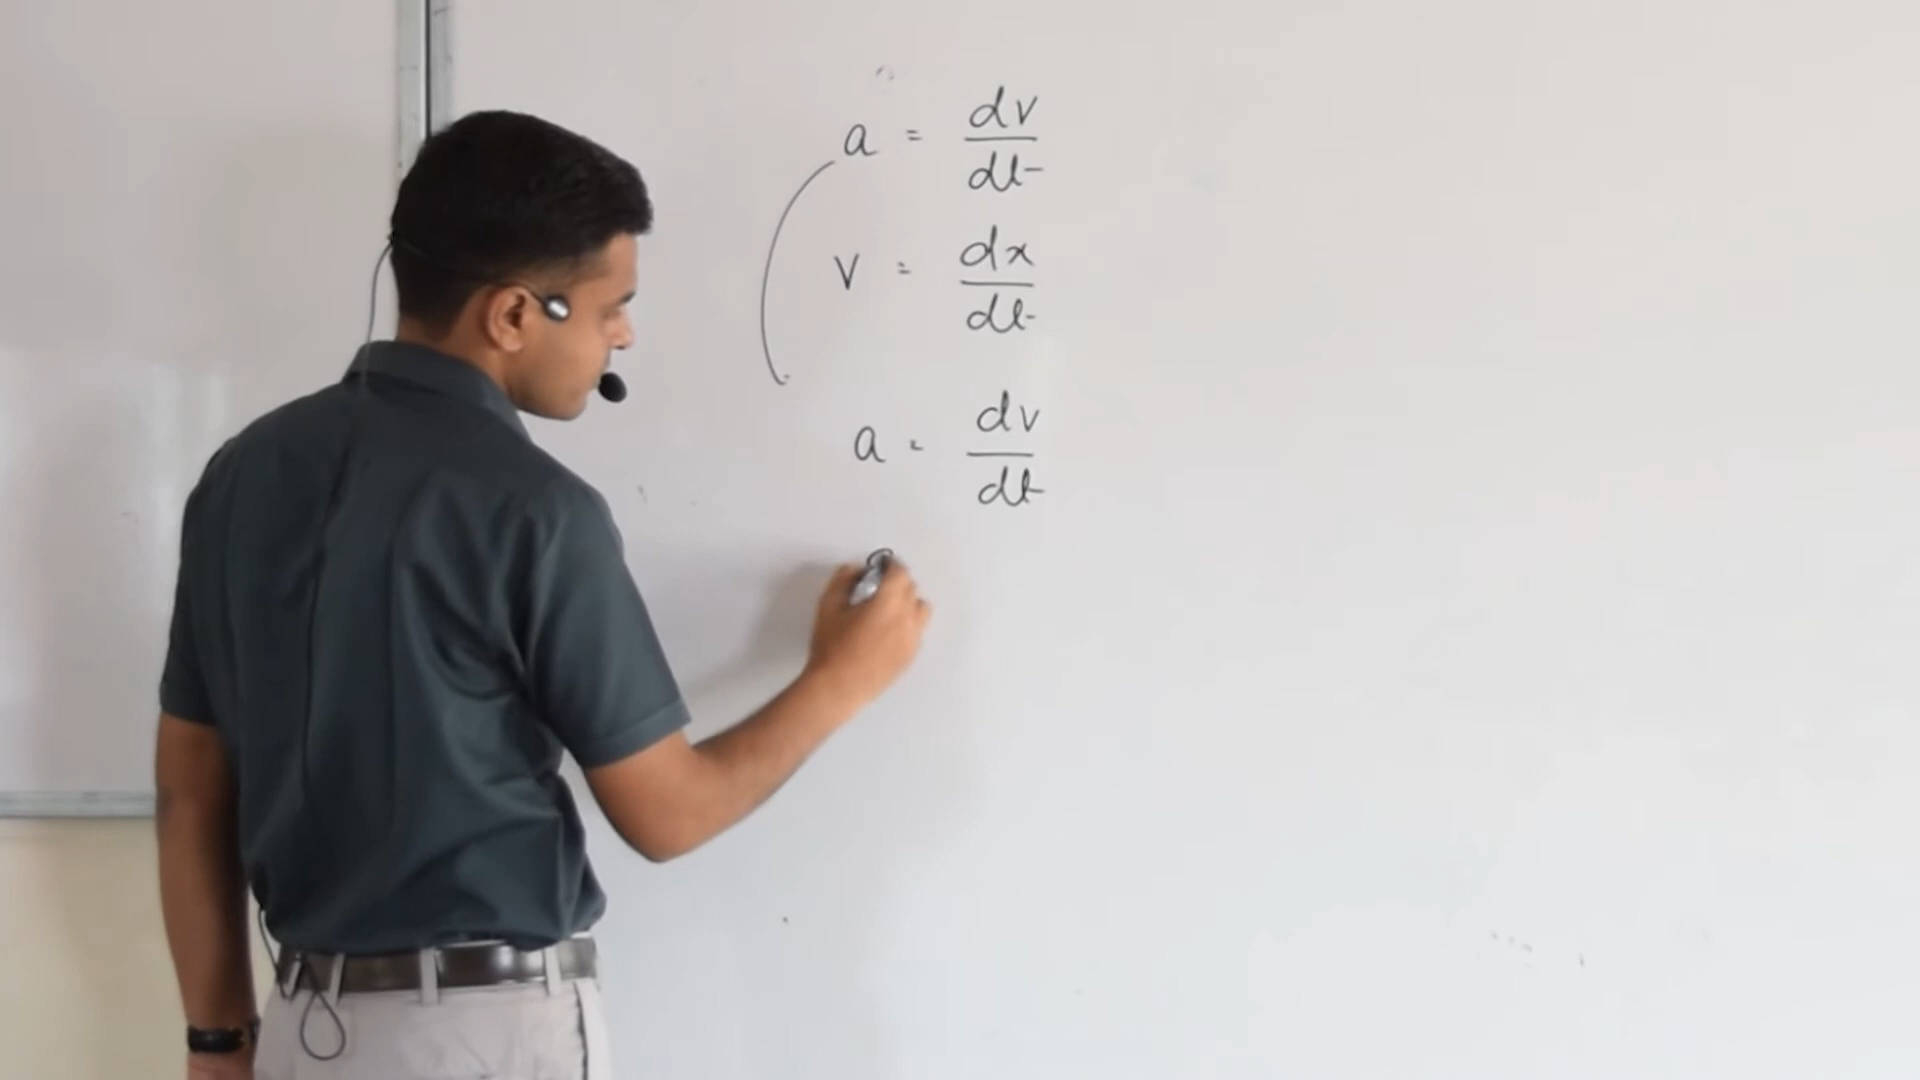 a = dv/dt
v = dx/dt
a = dv/dt